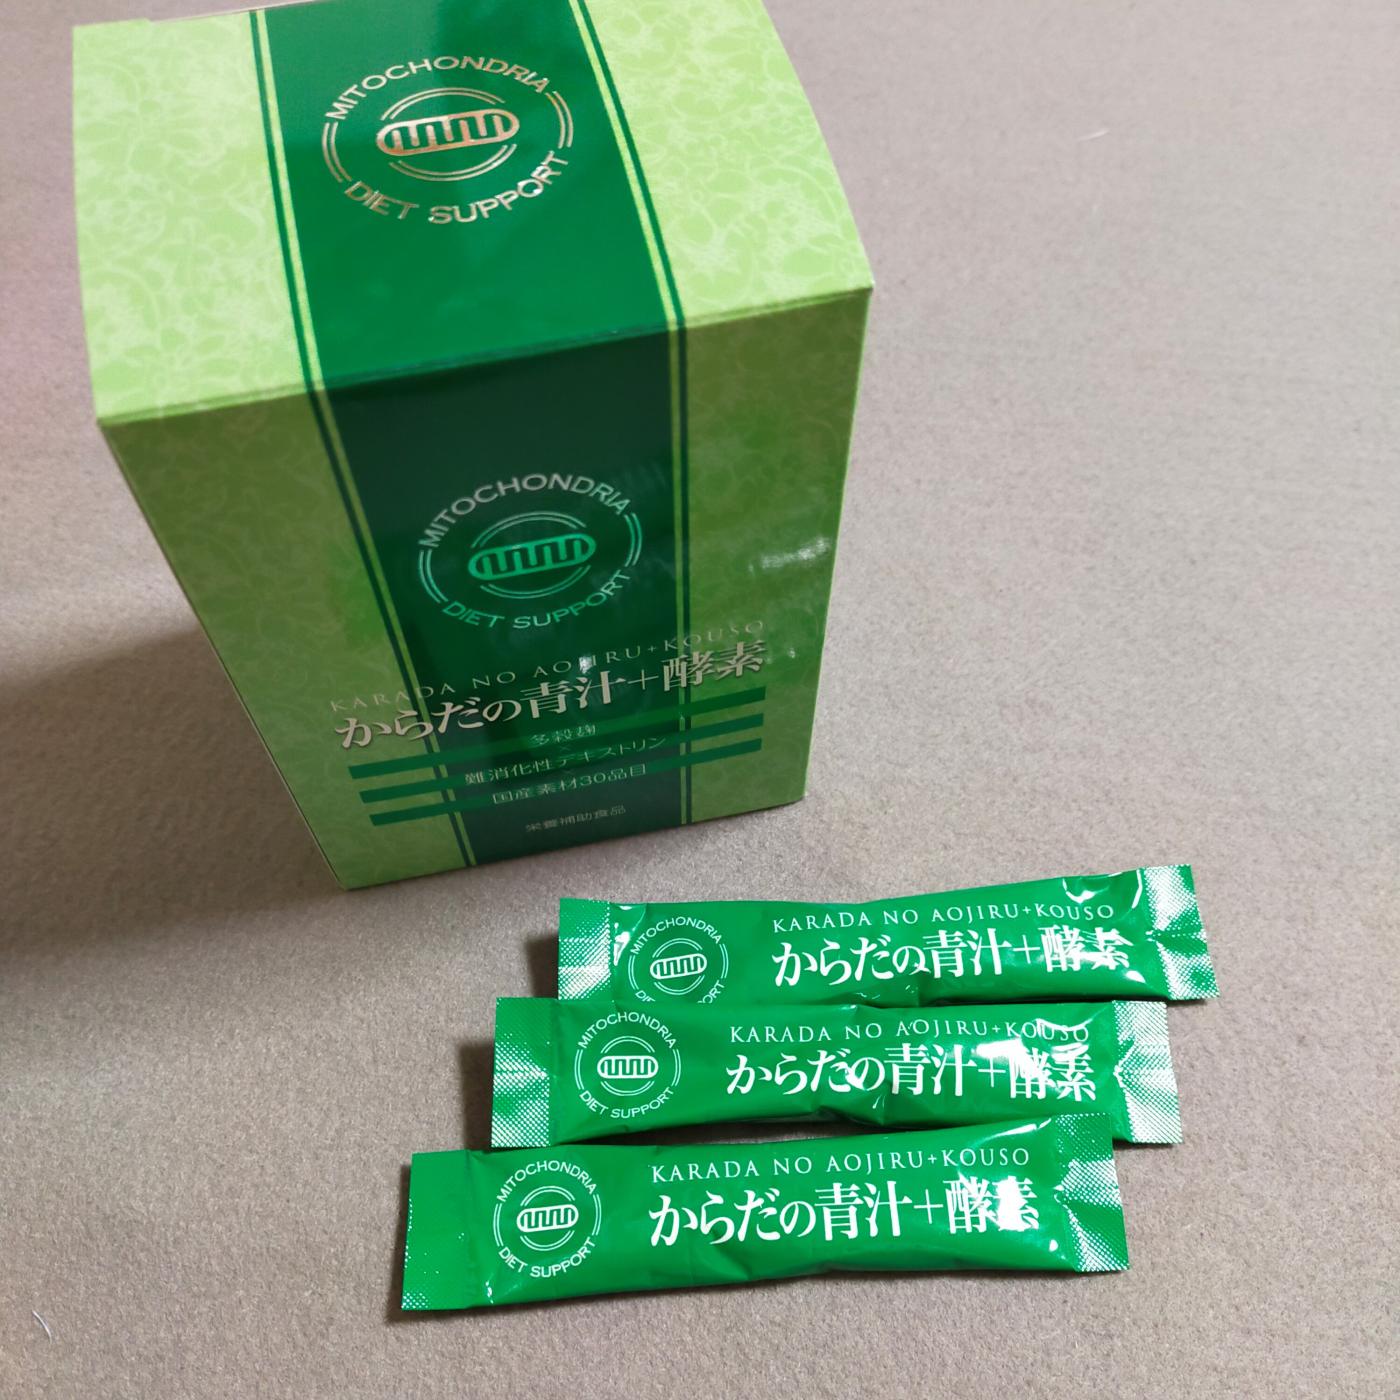 MITOCHONDRIA
DIET SUPPORT
MITOCHONDRIA
DIET SUPPORT
KARADA NO AOJIRU+KOUSO
からだの青汁+酵素
多穀麹
×
難消化性デキストリン
×
国産素材30品目
栄養補助食品
MITOCHONDRIA
DIET SUPPORT
KARADA NO AOJIRU+KOUSO
からだの青汁+酵素
MITOCHONDRIA
DIET SUPPORT
KARADA NO AOJIRU+KOUSO
からだの青汁+酵素
MITOCHONDRIA
DIET SUPPORT
KARADA NO AOJIRU+KOUSO
からだの青汁+酵素